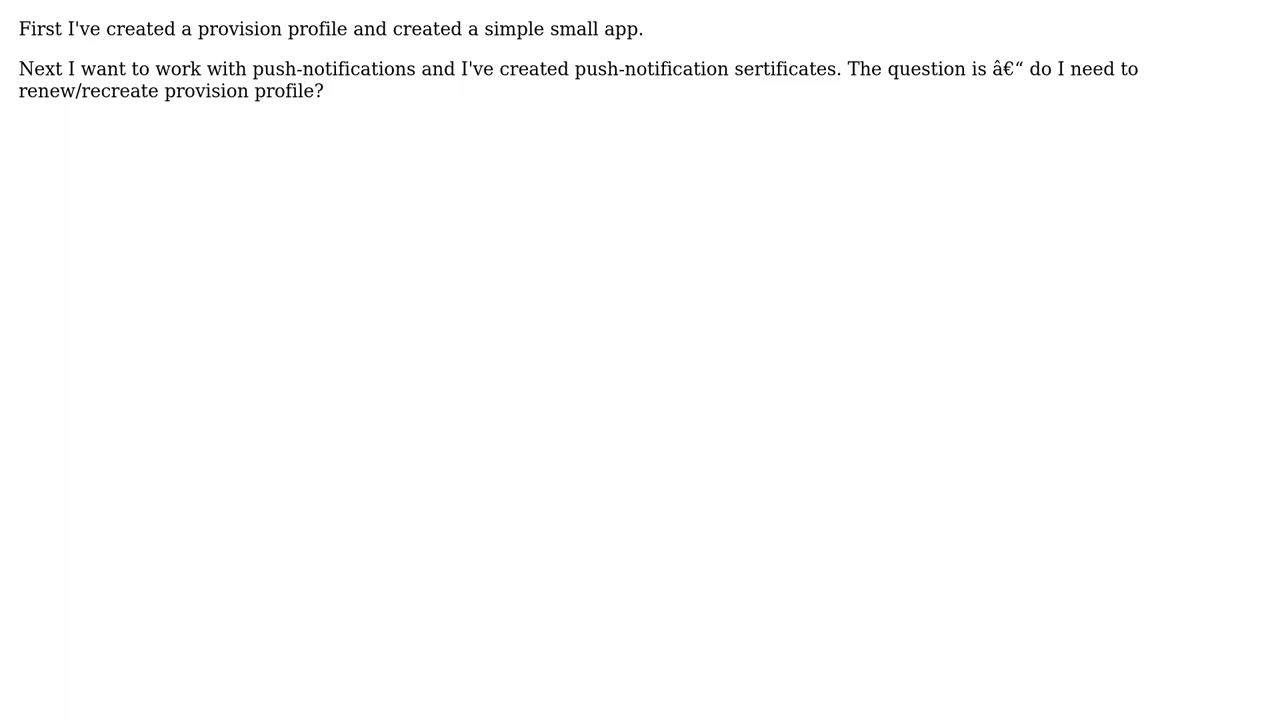 First I've created a provision profile and created a simple small app.
Next I want to work with push-notifications and I've created push-notification sertificates. The question is â€“ do I need to
renew/recreate provision profile?